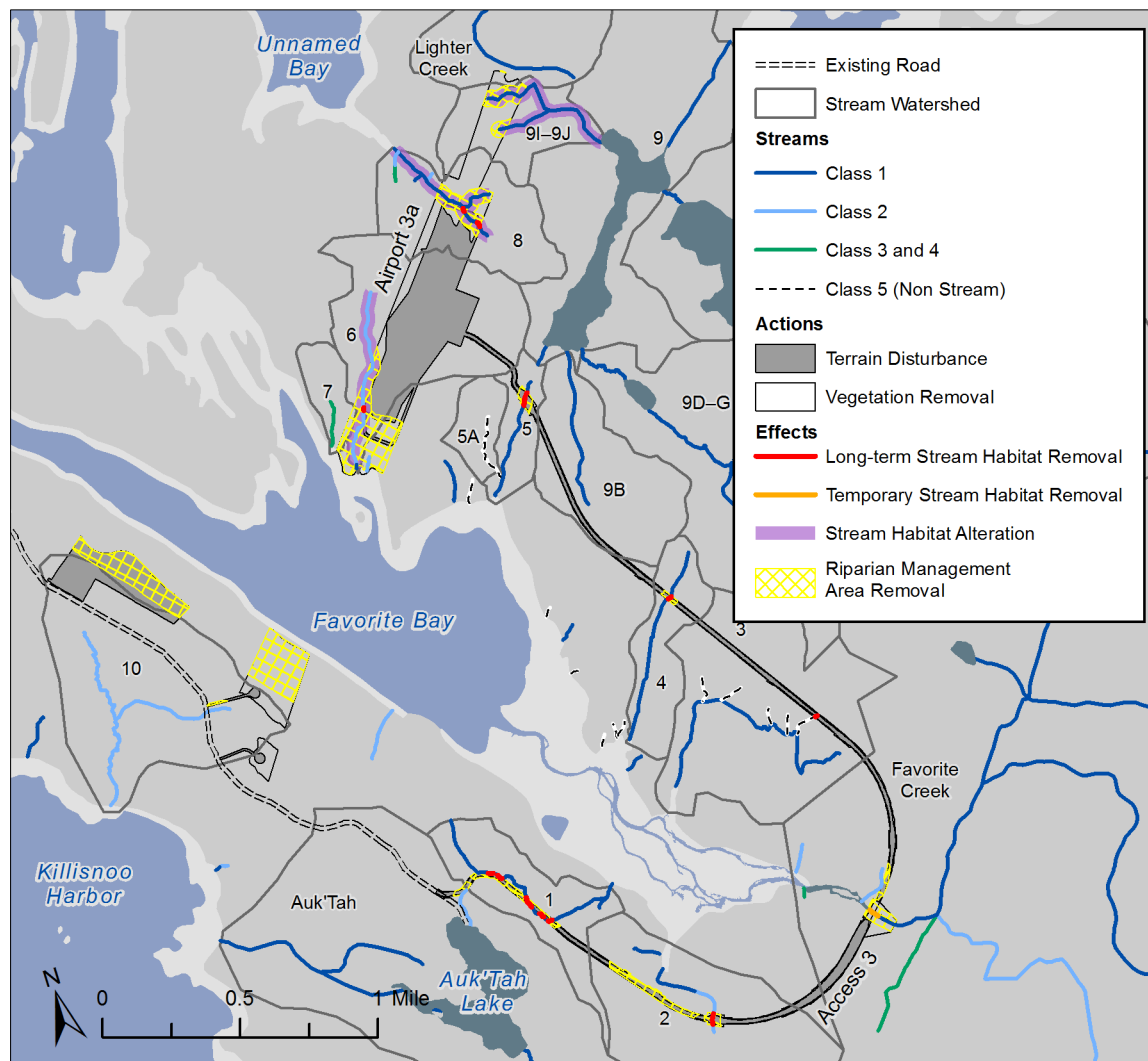 Unnamed
Bay
Lighter
Creek
9I–9J
9
8
Airport 3a
6
7
5A
5
9D–G
9B
Favorite Bay
10
3
4
Favorite
Creek
Killisnoo
Harbor
Auk'Tah
1
Auk'Tah
Lake
2
Access 3
N
0
0.5
1 Mile
Existing Road
Stream Watershed
Streams
Class 1
Class 2
Class 3 and 4
Class 5 (Non Stream)
Actions
Terrain Disturbance
Vegetation Removal
Effects
Long-term Stream Habitat Removal
Temporary Stream Habitat Removal
Stream Habitat Alteration
Riparian Management
Area Removal